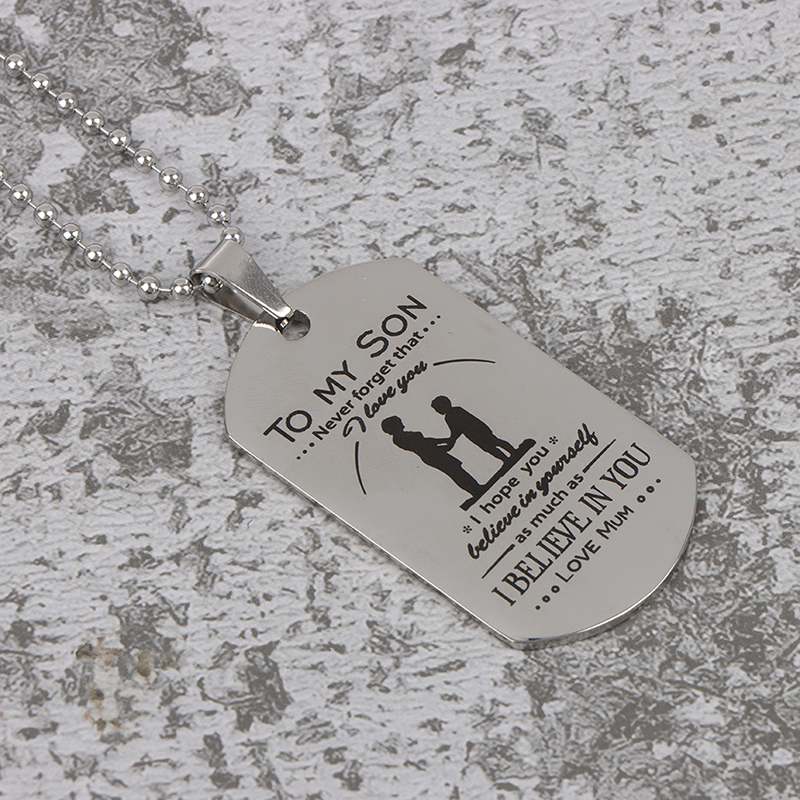 TO MY SON
...Never forget that...
I love you
*I hope you*
believe in yourself
as much as
I BELIEVE IN YOU
... LOVE MUM ...